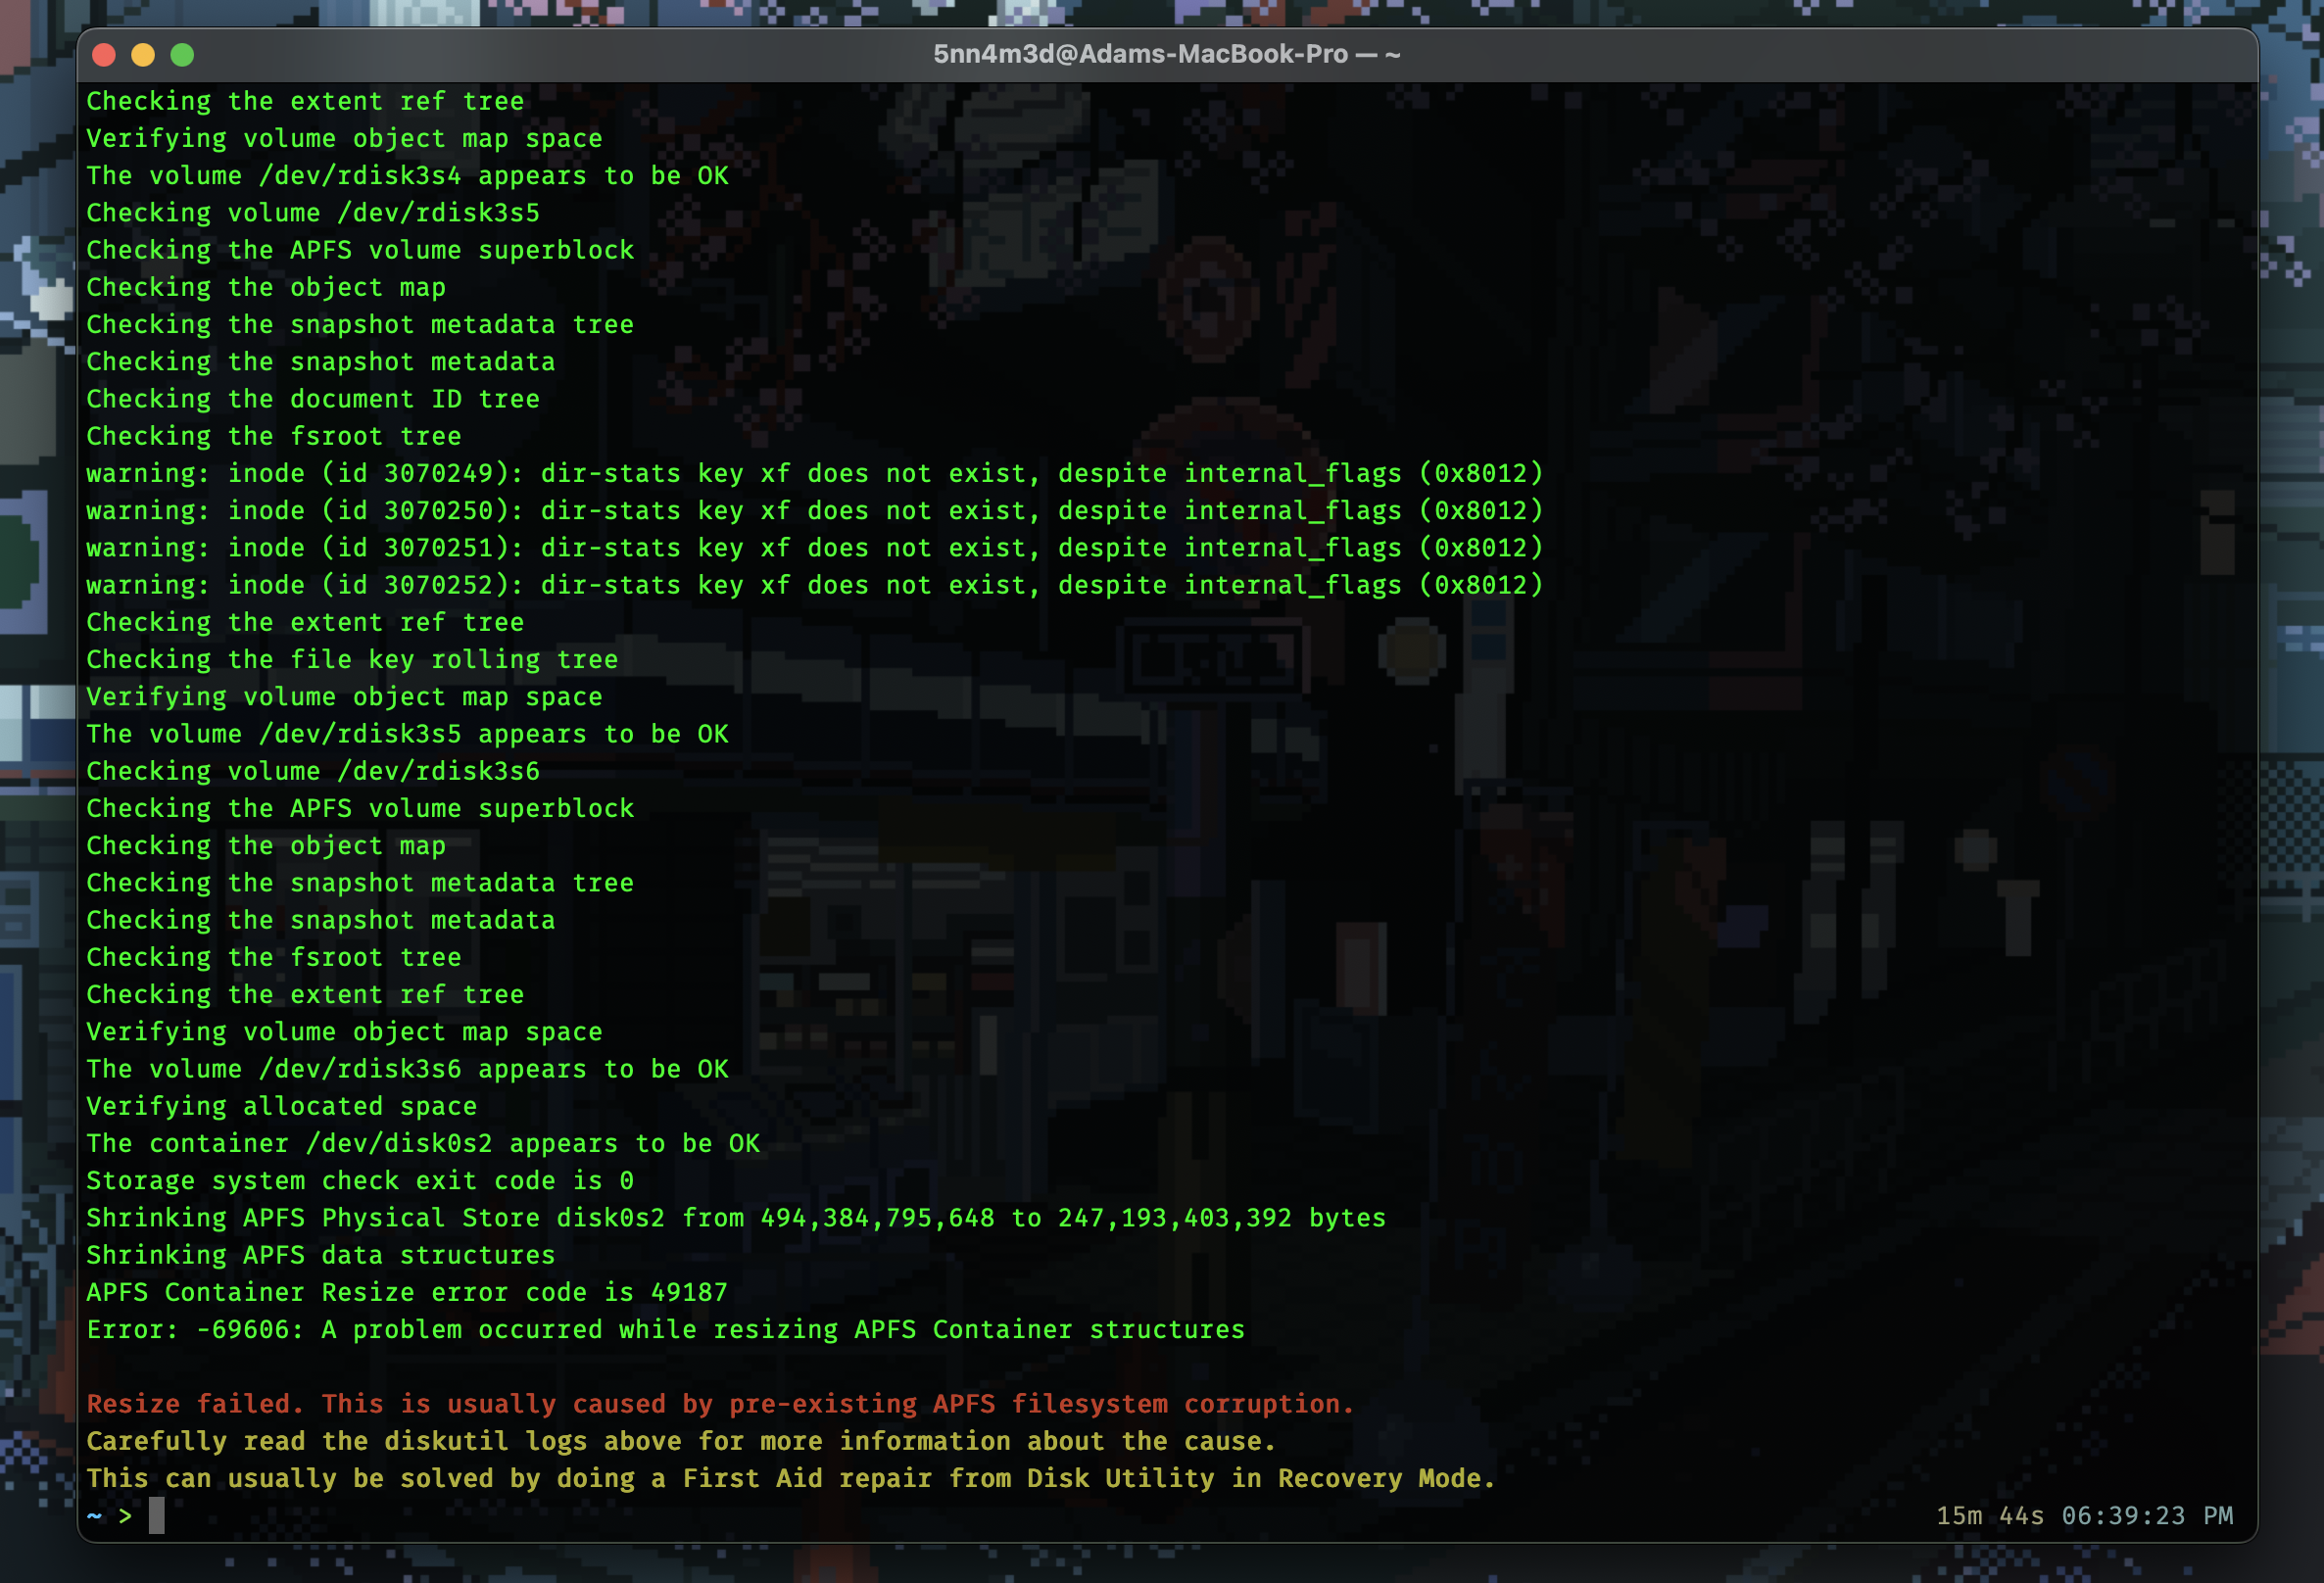 5nn4m3d@Adams-MacBook-Pro — ~
Checking the extent ref tree
Verifying volume object map space
The volume /dev/rdisk3s4 appears to be OK
Checking volume /dev/rdisk3s5
Checking the APFS volume superblock
Checking the object map
Checking the snapshot metadata tree
Checking the snapshot metadata
Checking the document ID tree
Checking the fsroot tree
warning: inode (id 3070249): dir-stats key xf does not exist, despite internal_flags (0x8012)
warning: inode (id 3070250): dir-stats key xf does not exist, despite internal_flags (0x8012)
warning: inode (id 3070251): dir-stats key xf does not exist, despite internal_flags (0x8012)
warning: inode (id 3070252): dir-stats key xf does not exist, despite internal_flags (0x8012)
Checking the extent ref tree
Checking the file key rolling tree
Verifying volume object map space
The volume /dev/rdisk3s5 appears to be OK
Checking volume /dev/rdisk3s6
Checking the APFS volume superblock
Checking the object map
Checking the snapshot metadata tree
Checking the snapshot metadata
Checking the fsroot tree
Checking the extent ref tree
Verifying volume object map space
The volume /dev/rdisk3s6 appears to be OK
Verifying allocated space
The container /dev/disk0s2 appears to be OK
Storage system check exit code is 0
Shrinking APFS Physical Store disk0s2 from 494,384,795,648 to 247,193,403,392 bytes
Shrinking APFS data structures
APFS Container Resize error code is 49187
Error: -69606: A problem occurred while resizing APFS Container structures
Resize failed. This is usually caused by pre-existing APFS filesystem corruption.
Carefully read the diskutil logs above for more information about the cause.
This can usually be solved by doing a First Aid repair from Disk Utility in Recovery Mode.
~ > 15m 44s 06:39:23 PM